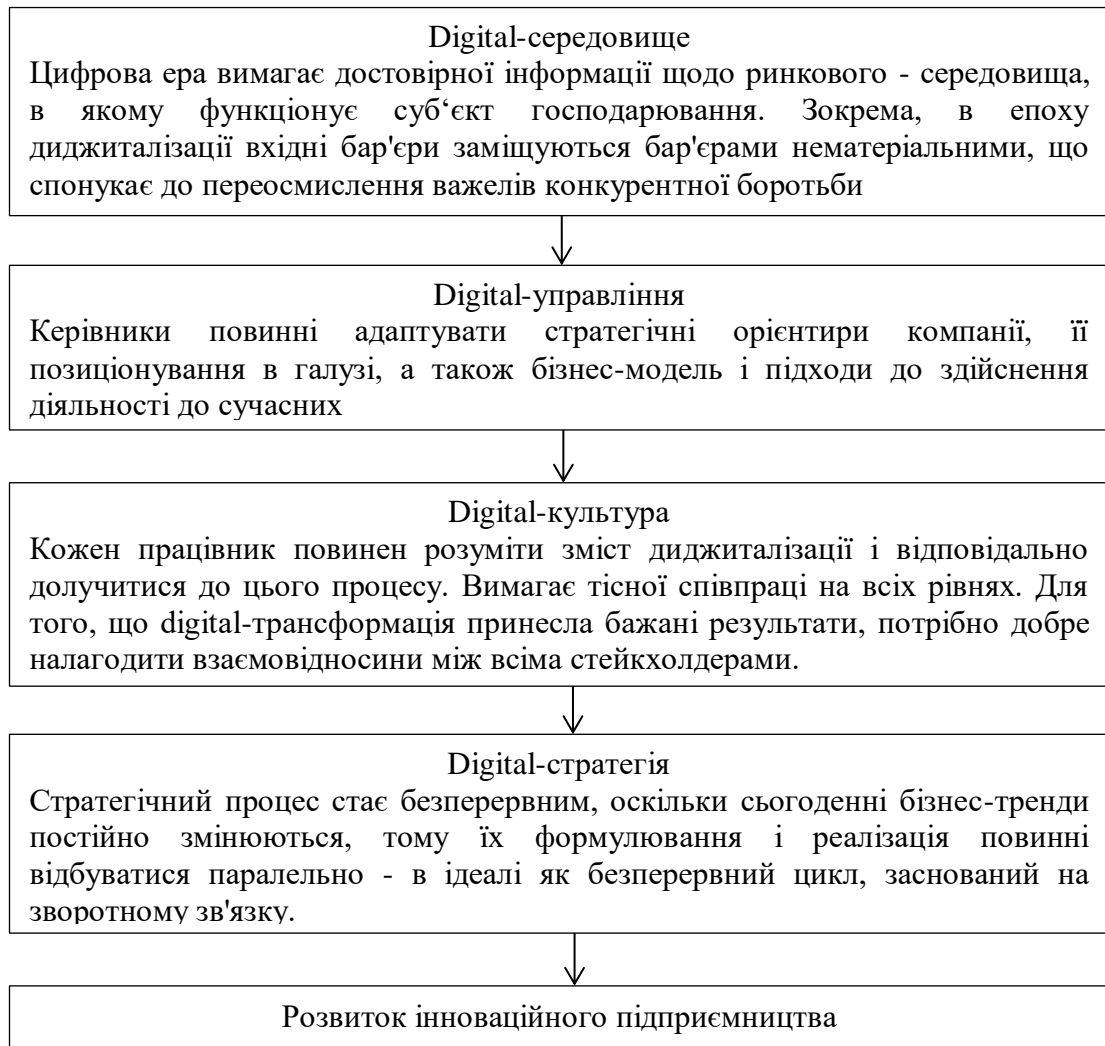 Digital-середовище
Цифрова ера вимагає достовірної інформації щодо ринкового - середовища,
в якому функціонує суб‘єкт господарювання. Зокрема, в епоху
диджиталізації вхідні бар'єри заміщуються бар'єрами нематеріальними, що
спонукає до переосмислення важелів конкурентної боротьби
Digital-управління
Керівники повинні адаптувати стратегічні орієнтири компанії, її
позиціонування в галузі, а також бізнес-модель і підходи до здійснення
діяльності до сучасних
Digital-культура
Кожен працівник повинен розуміти зміст диджиталізації і відповідально
долучитися до цього процесу. Вимагає тісної співпраці на всіх рівнях. Для
того, що digital-трансформація принесла бажані результати, потрібно добре
налагодити взаємовідносини між всіма стейкхолдерами.
Digital-стратегія
Стратегічний процес стає безперервним, оскільки сьогоденні бізнес-тренди
постійно змінюються, тому їх формулювання і реалізація повинні
відбуватися паралельно - в ідеалі як безперервний цикл, заснований на
зворотному зв'язку.
Розвиток інноваційного підприємництва